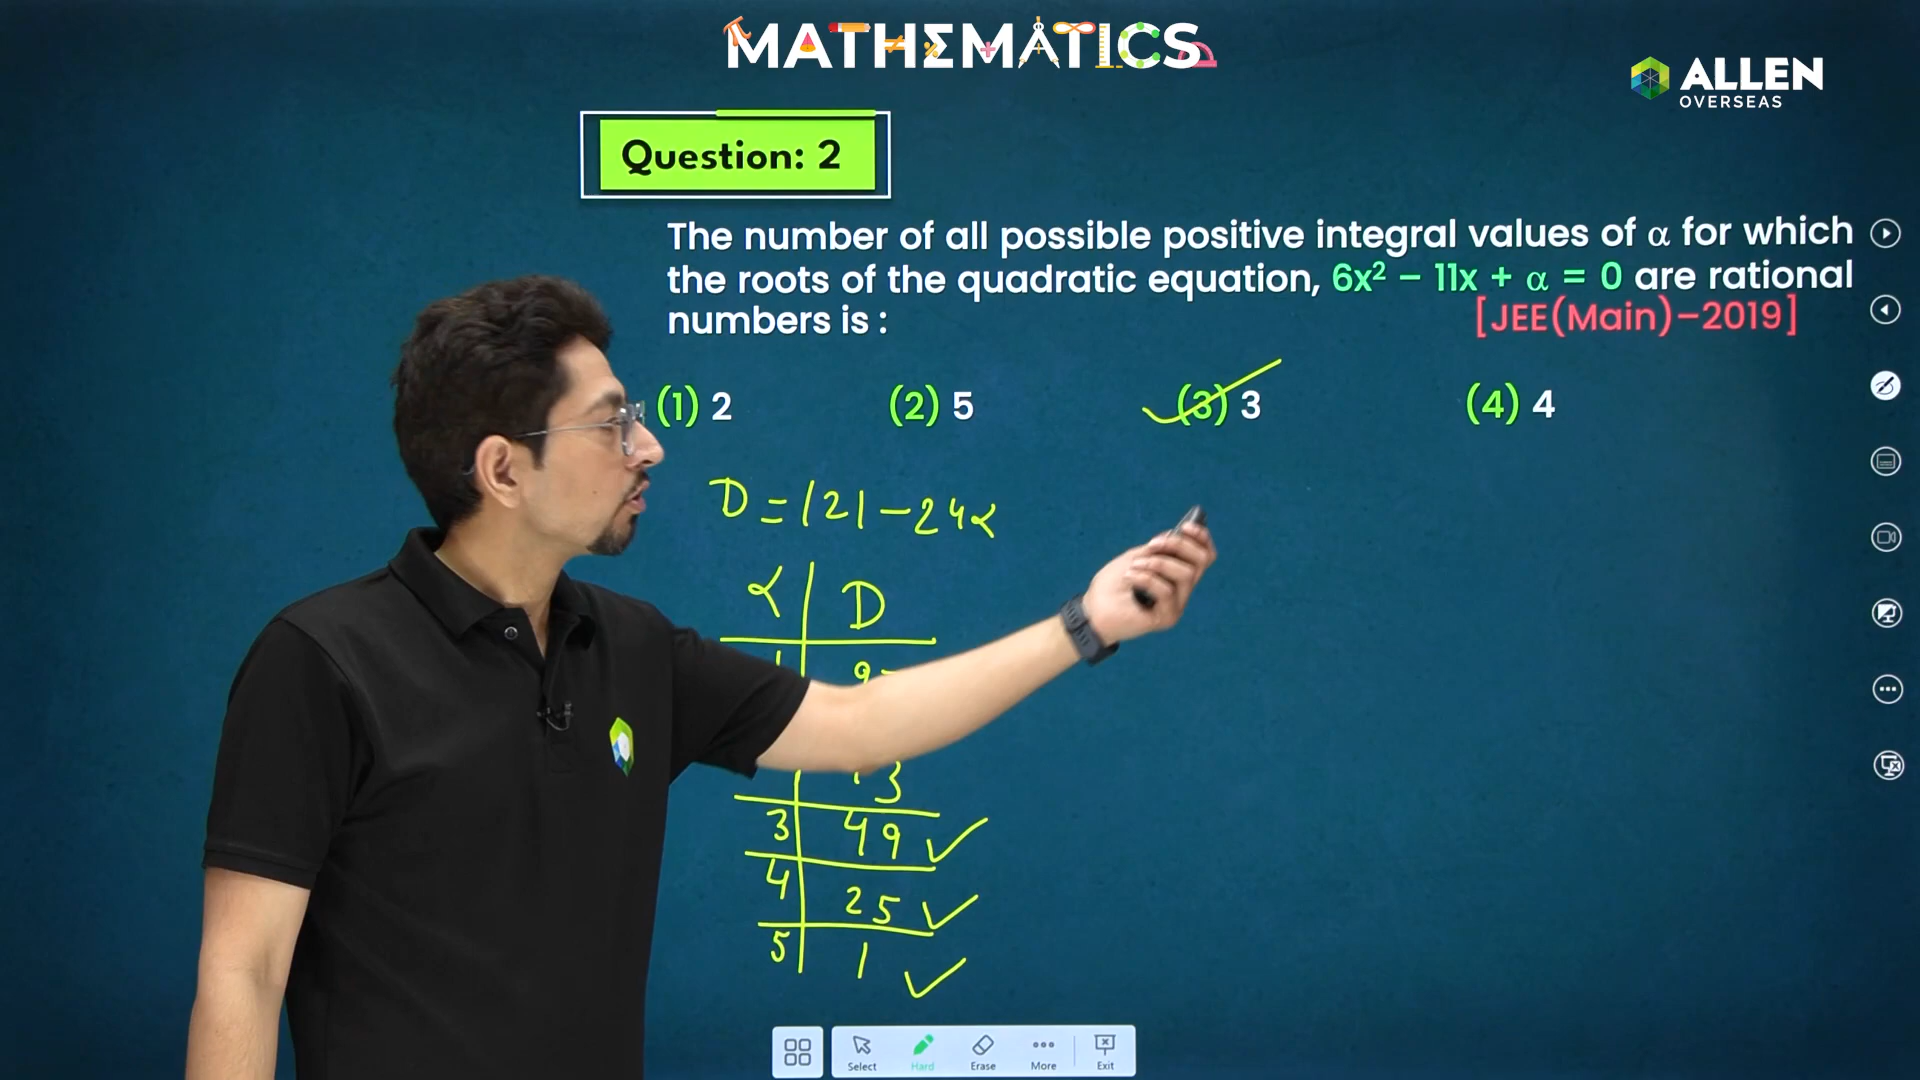 MATHΣMATICS
ALLEN
OVERSEAS
Question: 2
The number of all possible positive integral values of α for which
the roots of the quadratic equation, 6x² – 11x + α = 0 are rational
numbers is :
[JEE(Main)–2019]
(1) 2 (2) 5 (3) 3 (4) 4
D = 121 – 24α
α D
3 49 ✓
4 25 ✓
5 1 ✓
Select Hard Erase More Exit